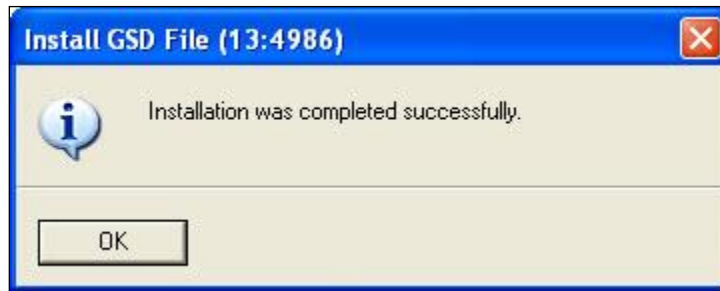 Install GSD File (13:4986)
Installation was completed successfully.
OK